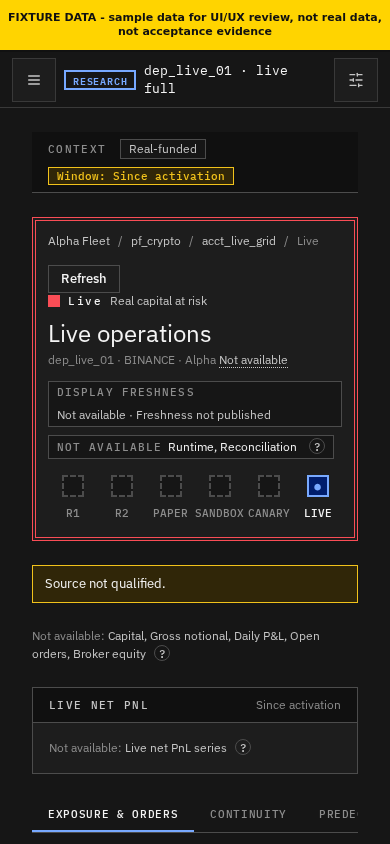 FIXTURE DATA - sample data for UI/UX review, not real data,
not acceptance evidence
RESEARCH
dep_live_01 · live
full
CONTEXT Real-funded
Window: Since activation
Alpha Fleet / pf_crypto / acct_live_grid / Live
Refresh
Live Real capital at risk
Live operations
dep_live_01 · BINANCE · Alpha Not available
DISPLAY FRESHNESS
Not available · Freshness not published
NOT AVAILABLE Runtime, Reconciliation ?
R1 R2 PAPER SANDBOX CANARY LIVE
Source not qualified.
Not available: Capital, Gross notional, Daily P&L, Open
orders, Broker equity ?
LIVE NET PNL Since activation
Not available: Live net PnL series ?
EXPOSURE & ORDERS CONTINUITY PREDE